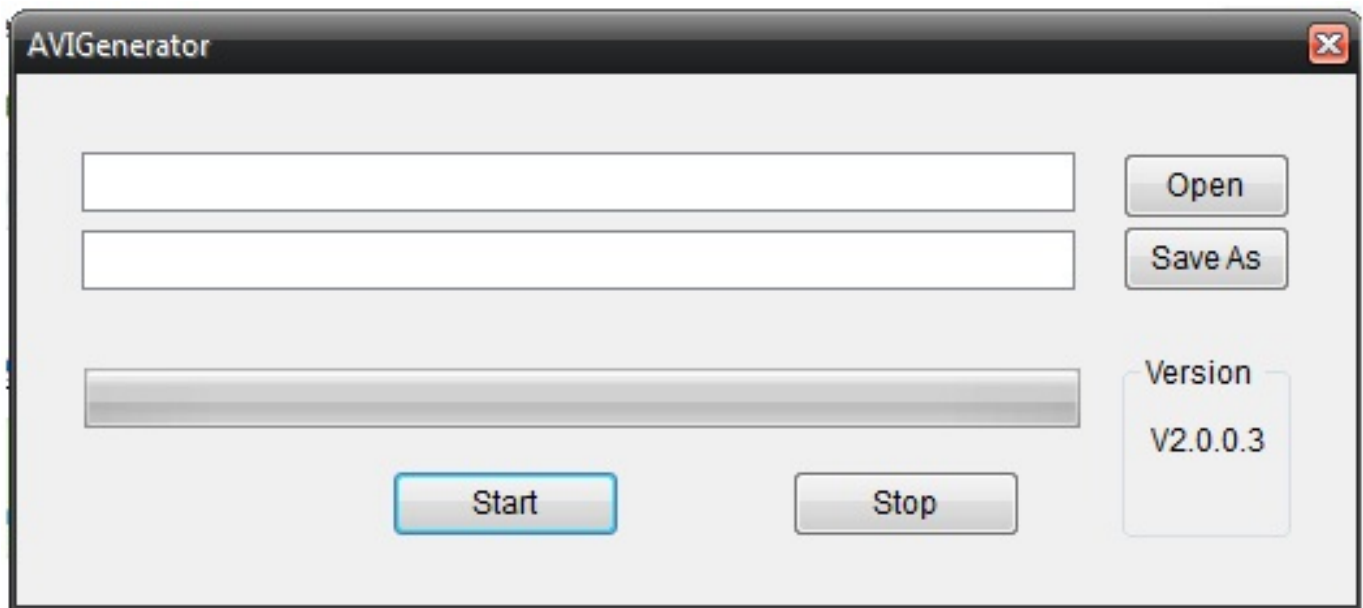 AVIGenerator
Open
Save As
Version
V2.0.0.3
Start
Stop